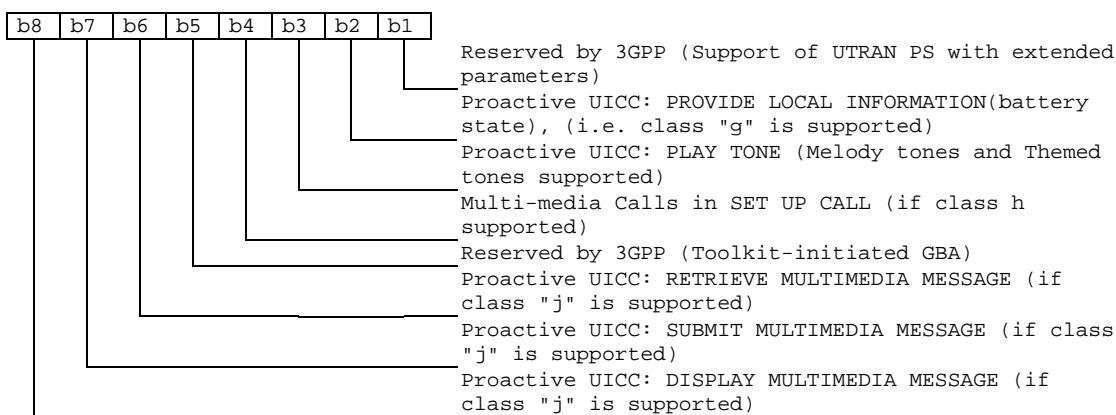 b8 b7 b6 b5 b4 b3 b2 b1
Reserved by 3GPP (Support of UTRAN PS with extended
parameters)
Proactive UICC: PROVIDE LOCAL INFORMATION(battery
state), (i.e. class "g" is supported)
Proactive UICC: PLAY TONE (Melody tones and Themed
tones supported)
Multi-media Calls in SET UP CALL (if class h
supported)
Reserved by 3GPP (Toolkit-initiated GBA)
Proactive UICC: RETRIEVE MULTIMEDIA MESSAGE (if
class "j" is supported)
Proactive UICC: SUBMIT MULTIMEDIA MESSAGE (if class
"j" is supported)
Proactive UICC: DISPLAY MULTIMEDIA MESSAGE (if
class "j" is supported)